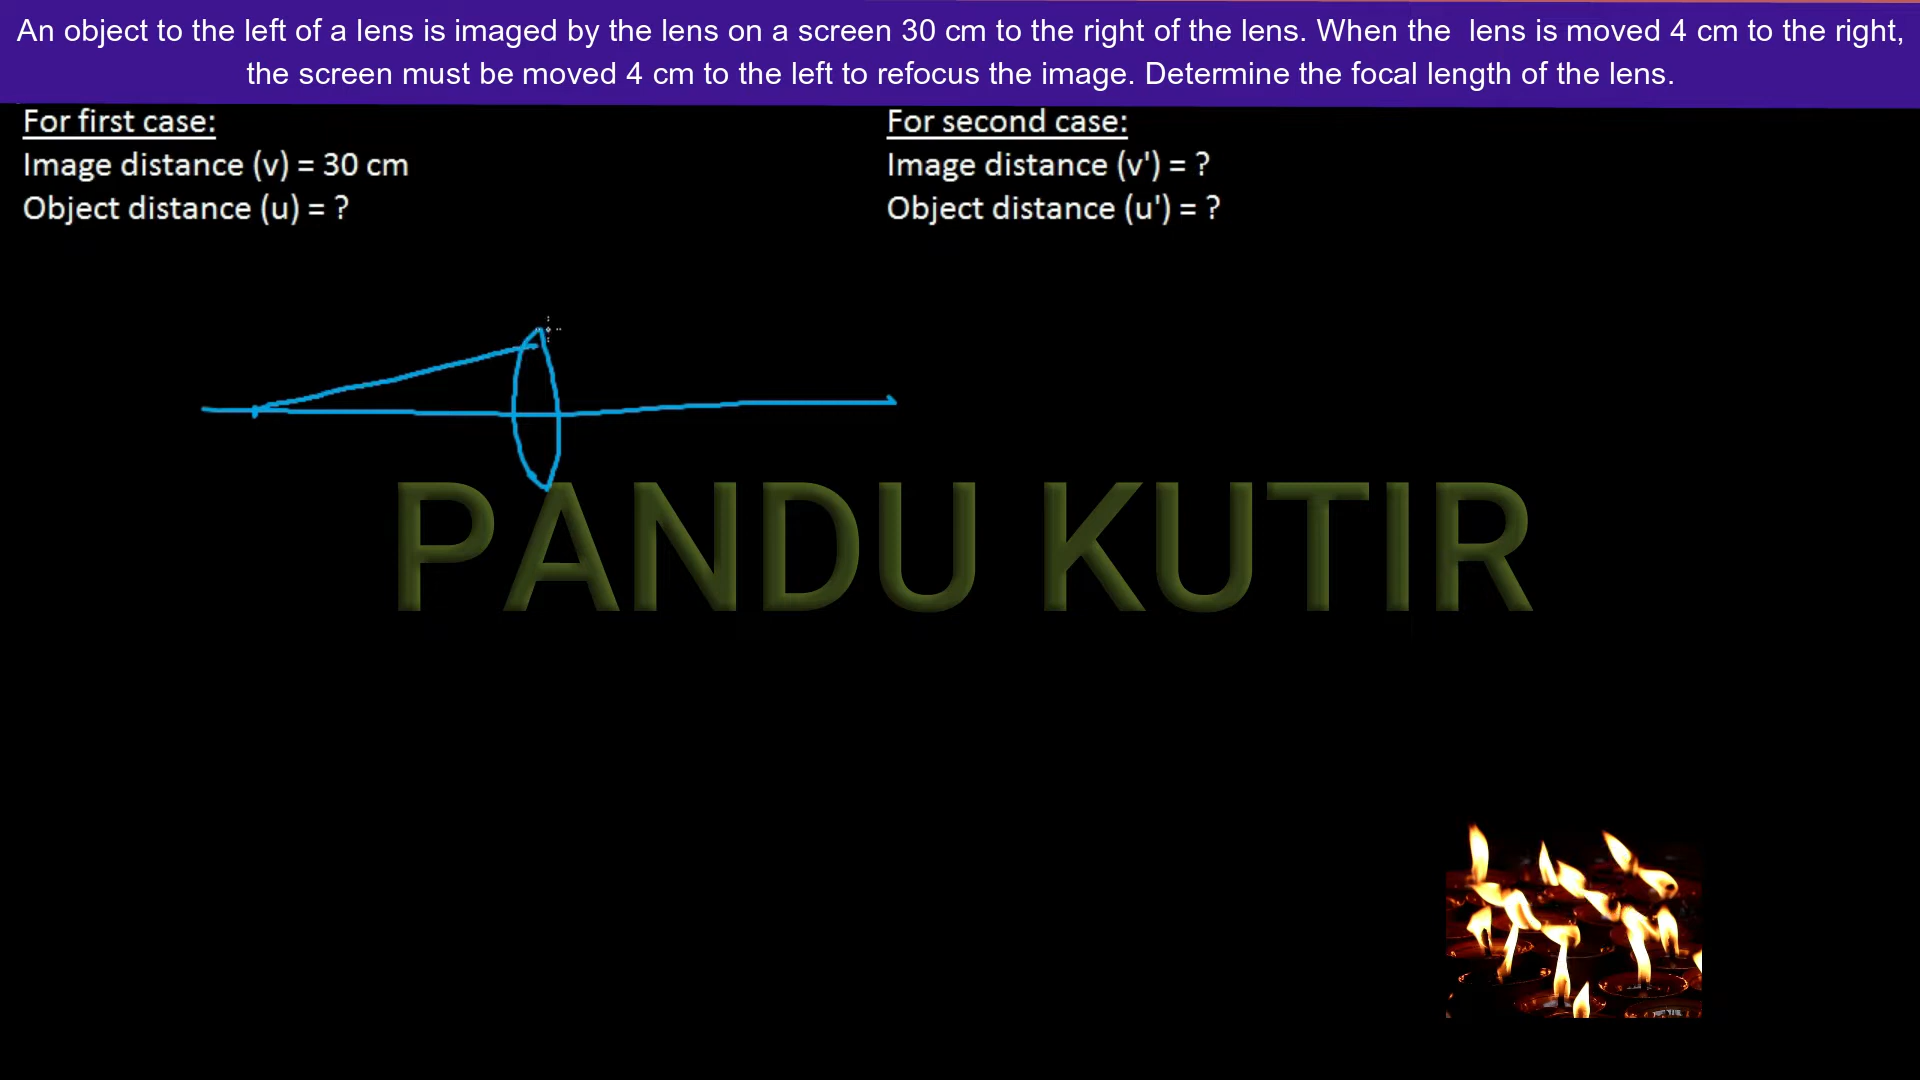 An object to the left of a lens is imaged by the lens on a screen 30 cm to the right of the lens. When the lens is moved 4 cm to the right,
the screen must be moved 4 cm to the left to refocus the image. Determine the focal length of the lens.
For first case:
Image distance (v) = 30 cm
Object distance (u) = ?
For second case:
Image distance (v') = ?
Object distance (u') = ?
PANDU KUTIR